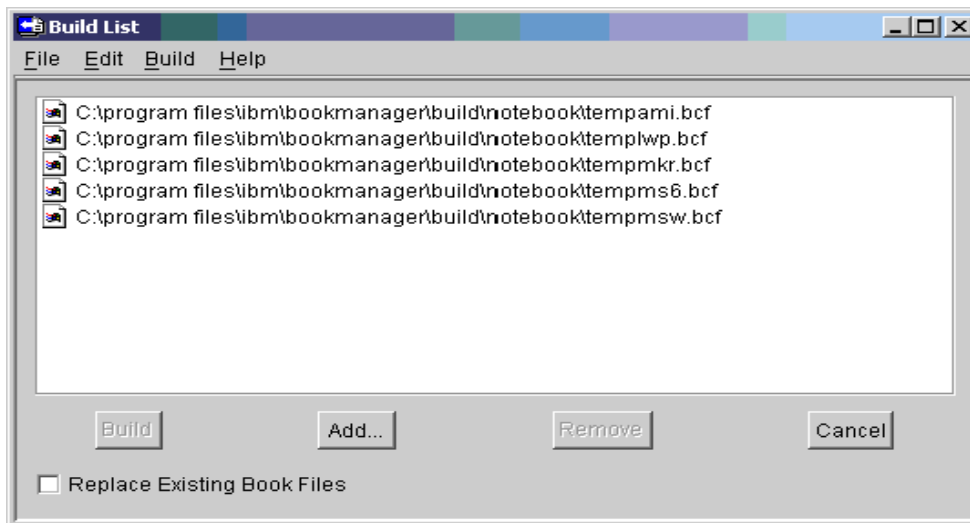 Build List
File Edit Build Help
C:\program files\ibm\bookmanager\build\notebook\tempami.bcf
C:\program files\ibm\bookmanager\build\notebook\templwp.bcf
C:\program files\ibm\bookmanager\build\notebook\tempmkr.bcf
C:\program files\ibm\bookmanager\build\notebook\tempms6.bcf
C:\program files\ibm\bookmanager\build\notebook\tempmsw.bcf
Build Add... Remove Cancel
Replace Existing Book Files